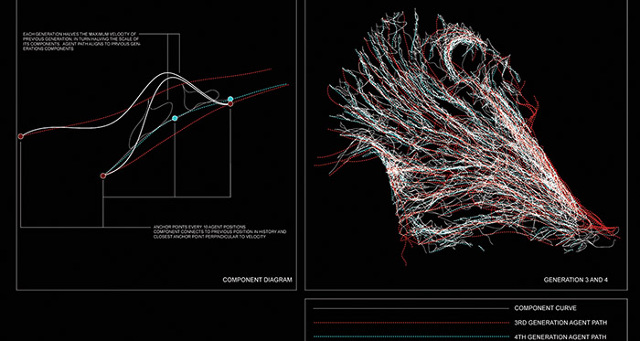 EACH GENERATION HALVES THE MAXIMUM VELOCITY OF
PREVIOUS GENERATION, IN TURN HALVING THE SCALE OF
ITS COMPONENTS. AGENT PATH ALIGNS TO PRVIOUS GEN-
ERATIONS COMPONENTS
ANCHOR POINTS EVERY 10 AGENT POSITIONS
COMPONENT CONNECTS TO PREVIOUS POSITION IN HISTORY AND
CLOSEST ANCHOR POINT PERPINDICULAR TO VELOCITY
COMPONENT DIAGRAM
GENERATION 3 AND 4
COMPONENT CURVE
3RD GENERATION AGENT PATH
4TH GENERATION AGENT PATH